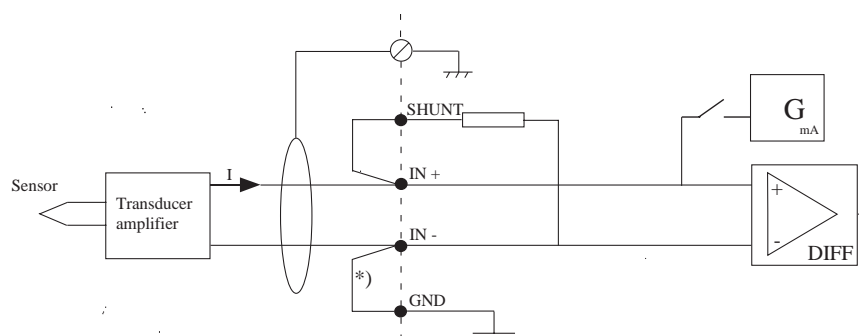 SHUNT
G
mA
Sensor
I
IN +
Transducer
amplifier
+
IN -
-
DIFF
*)
GND